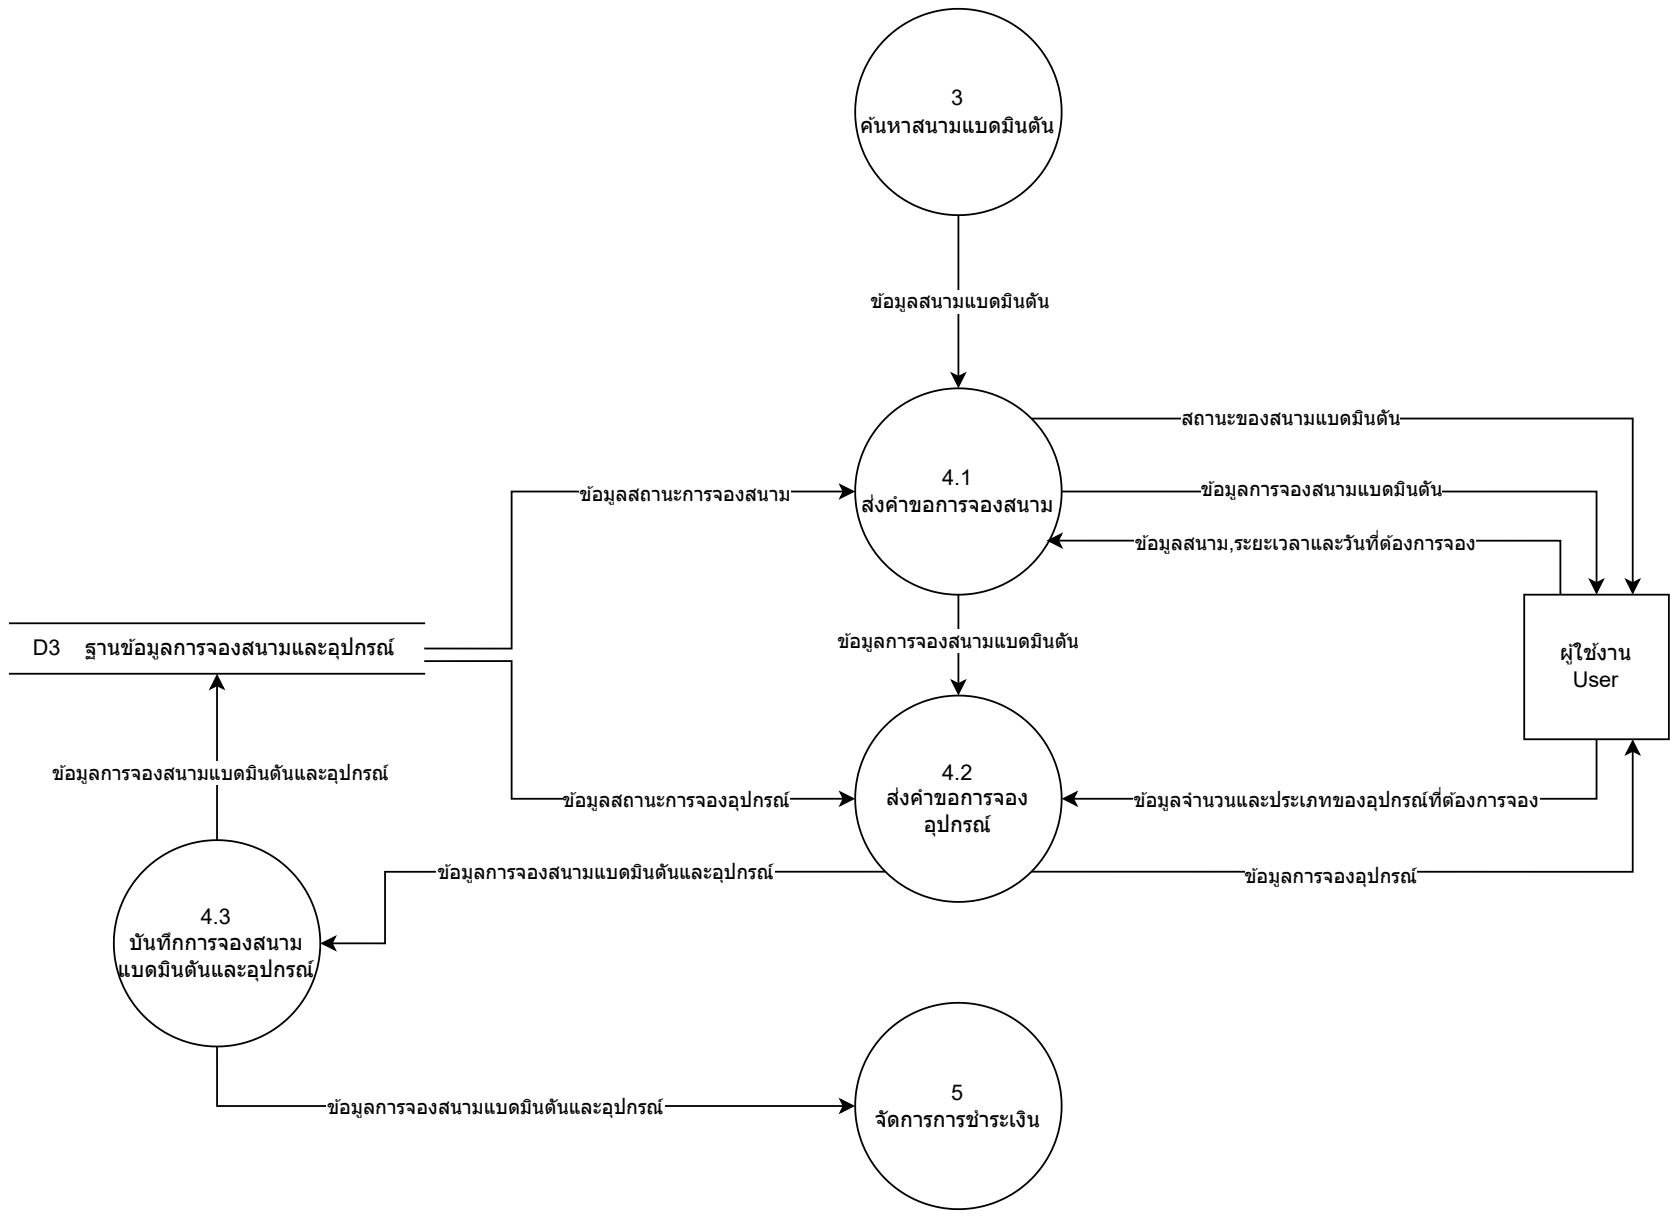 3
ค้นหาสนามแบดมินตัน
ข้อมูลสนามแบดมินตัน
สถานะของสนามแบดมินตัน
4.1
ส่งคำขอการจองสนาม
ข้อมูลสถานะการจองสนาม
ข้อมูลการจองสนามแบดมินตัน
ข้อมูลสนาม,ระยะเวลาและวันที่ต้องการจอง
D3 ฐานข้อมูลการจองสนามและอุปกรณ์
ข้อมูลการจองสนามแบดมินตัน
ผู้ใช้งาน
User
ข้อมูลการจองสนามแบดมินตันและอุปกรณ์
4.2
ส่งคำขอการจอง
อุปกรณ์
ข้อมูลสถานะการจองอุปกรณ์
ข้อมูลจำนวนและประเภทของอุปกรณ์ที่ต้องการจอง
ข้อมูลการจองสนามแบดมินตันและอุปกรณ์
ข้อมูลการจองอุปกรณ์
4.3
บันทึกการจองสนาม
แบดมินตันและอุปกรณ์
5
จัดการการชำระเงิน
ข้อมูลการจองสนามแบดมินตันและอุปกรณ์